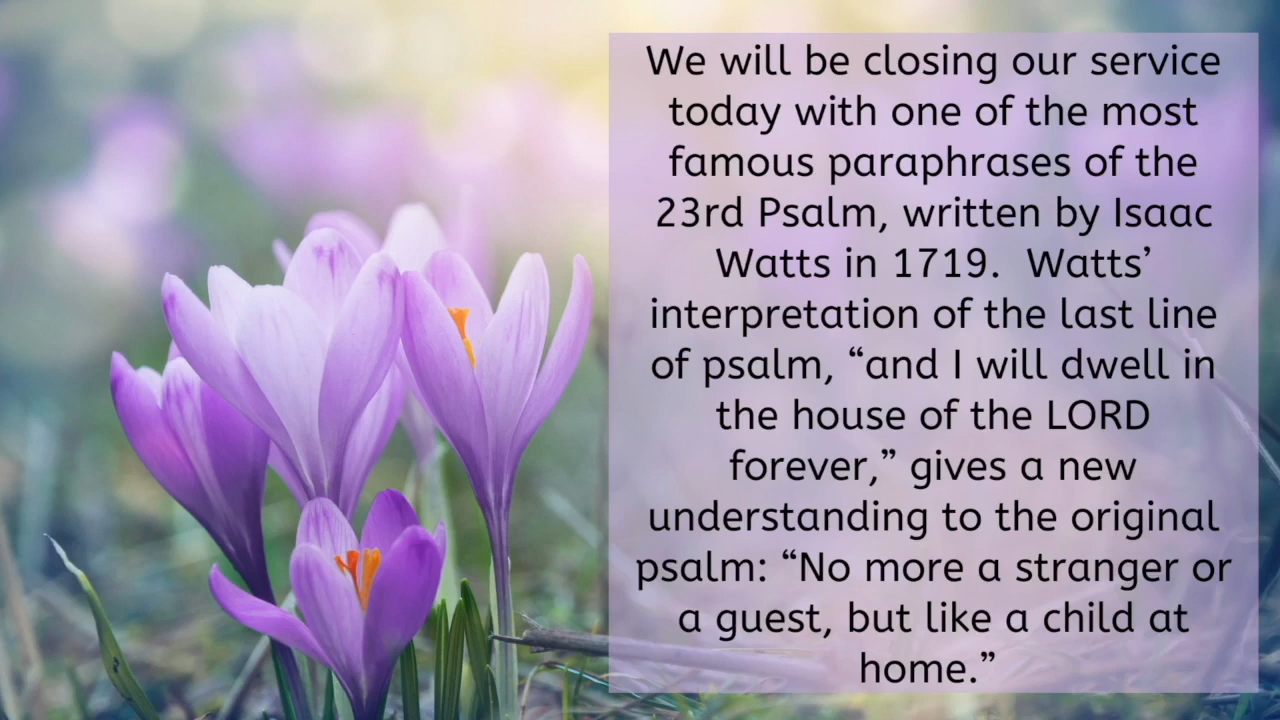 We will be closing our service
today with one of the most
famous paraphrases of the
23rd Psalm, written by Isaac
Watts in 1719.  Watts’
interpretation of the last line
of psalm, “and I will dwell in
the house of the LORD
forever,” gives a new
understanding to the original
psalm: “No more a stranger or
a guest, but like a child at
home.”